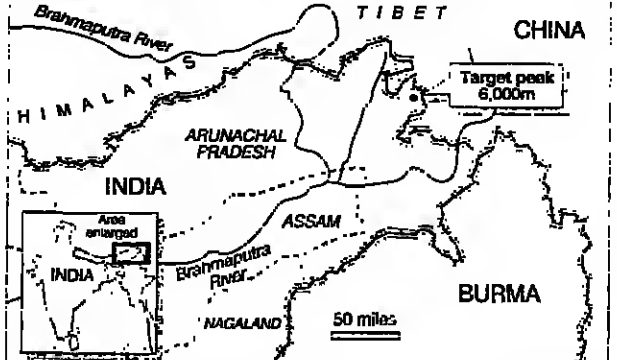 TIBET
Brahmaputra River
CHINA
HIMALAYAS
Target peak
6,000m
ARUNACHAL
PRADESH
INDIA
Area
enlarged
ASSAM
INDIA
Brahmaputra
River
BURMA
NAGALAND
50 miles